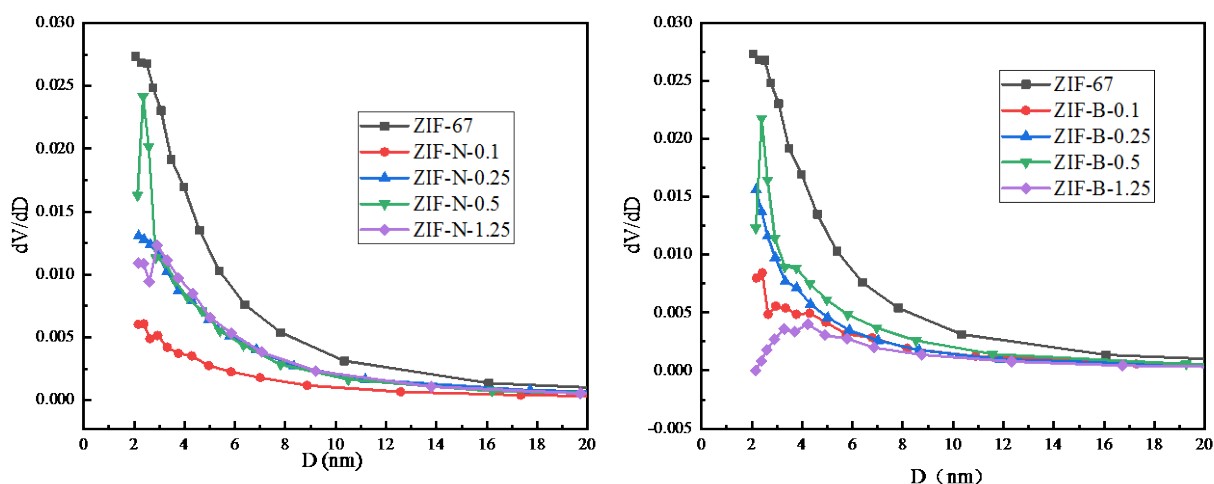 0.030
0.025
0.020
0.015
0.010
0.005
0.000
dV/dD
0 2 4 6 8 10 12 14 16 18 20
D (nm)
ZIF-67
ZIF-N-0.1
ZIF-N-0.25
ZIF-N-0.5
ZIF-N-1.25
0.030
0.025
0.020
0.015
0.010
0.005
0.000
-0.005
dV/dD
0 2 4 6 8 10 12 14 16 18 20
D（nm）
ZIF-67
ZIF-B-0.1
ZIF-B-0.25
ZIF-B-0.5
ZIF-B-1.25